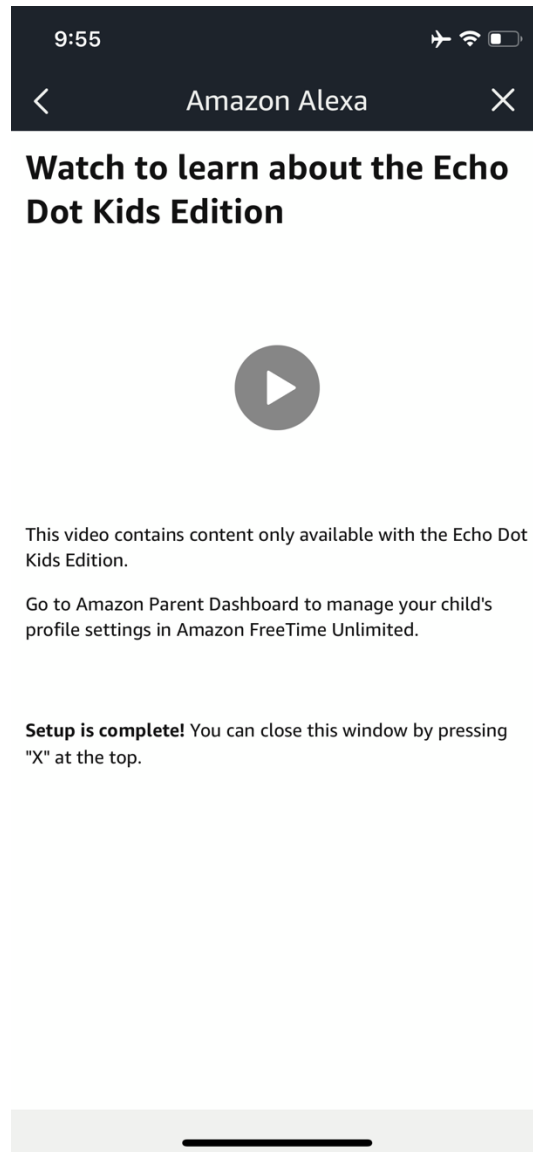 9:55
Amazon Alexa
Watch to learn about the Echo
Dot Kids Edition
This video contains content only available with the Echo Dot
Kids Edition.
Go to Amazon Parent Dashboard to manage your child's
profile settings in Amazon FreeTime Unlimited.
Setup is complete! You can close this window by pressing
"X" at the top.